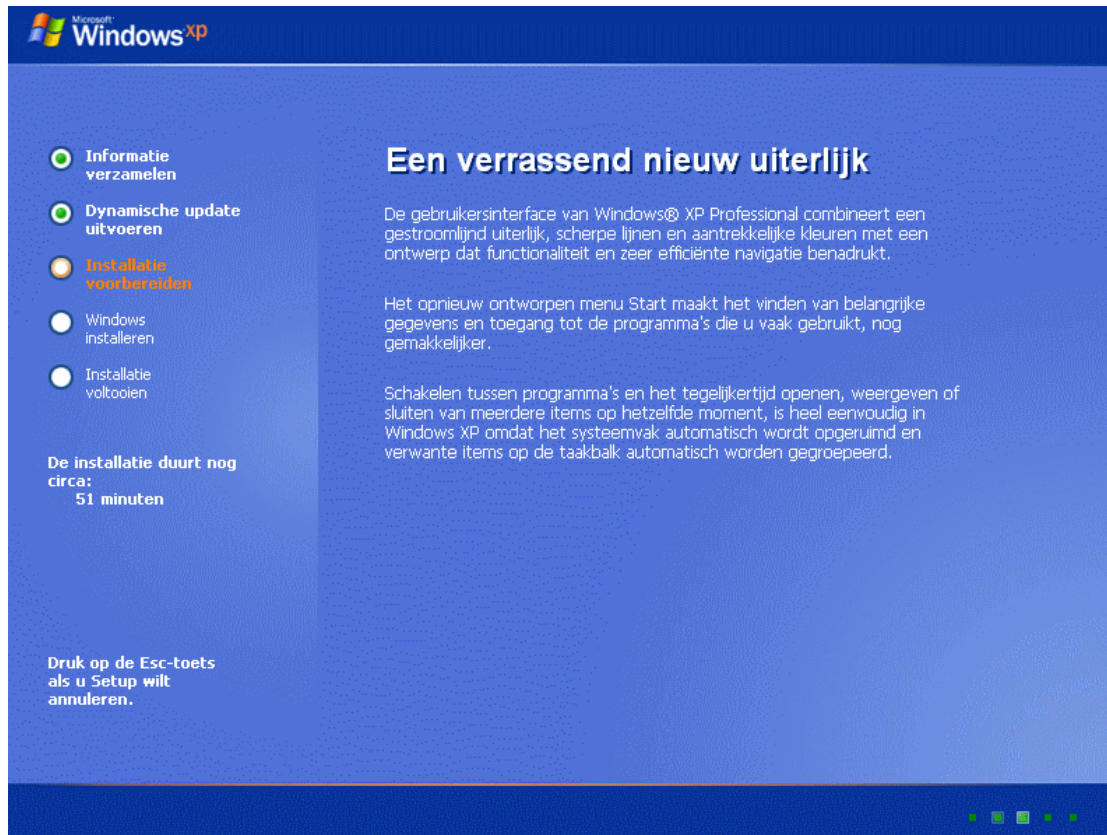 Microsoft
Windows xp
Informatie
verzamelen
Dynamische update
uitvoeren
Installatie
voorbereiden
Windows
installeren
Installatie
voltooien
De installatie duurt nog
circa:
51 minuten
Druk op de Esc-toets
als u Setup wilt
annuleren.
Een verrassend nieuw uiterlijk
De gebruikersinterface van Windows® XP Professional combineert een
gestroomlijnd uiterlijk, scherpe lijnen en aantrekkelijke kleuren met een
ontwerp dat functionaliteit en zeer efficiënte navigatie benadrukt.
Het opnieuw ontworpen menu Start maakt het vinden van belangrijke
gegevens en toegang tot de programma's die u vaak gebruikt, nog
gemakkelijker.
Schakelen tussen programma's en het tegelijkertijd openen, weergeven of
sluiten van meerdere items op hetzelfde moment, is heel eenvoudig in
Windows XP omdat het systeemvak automatisch wordt opgeruimd en
verwante items op de taakbalk automatisch worden gegroepeerd.